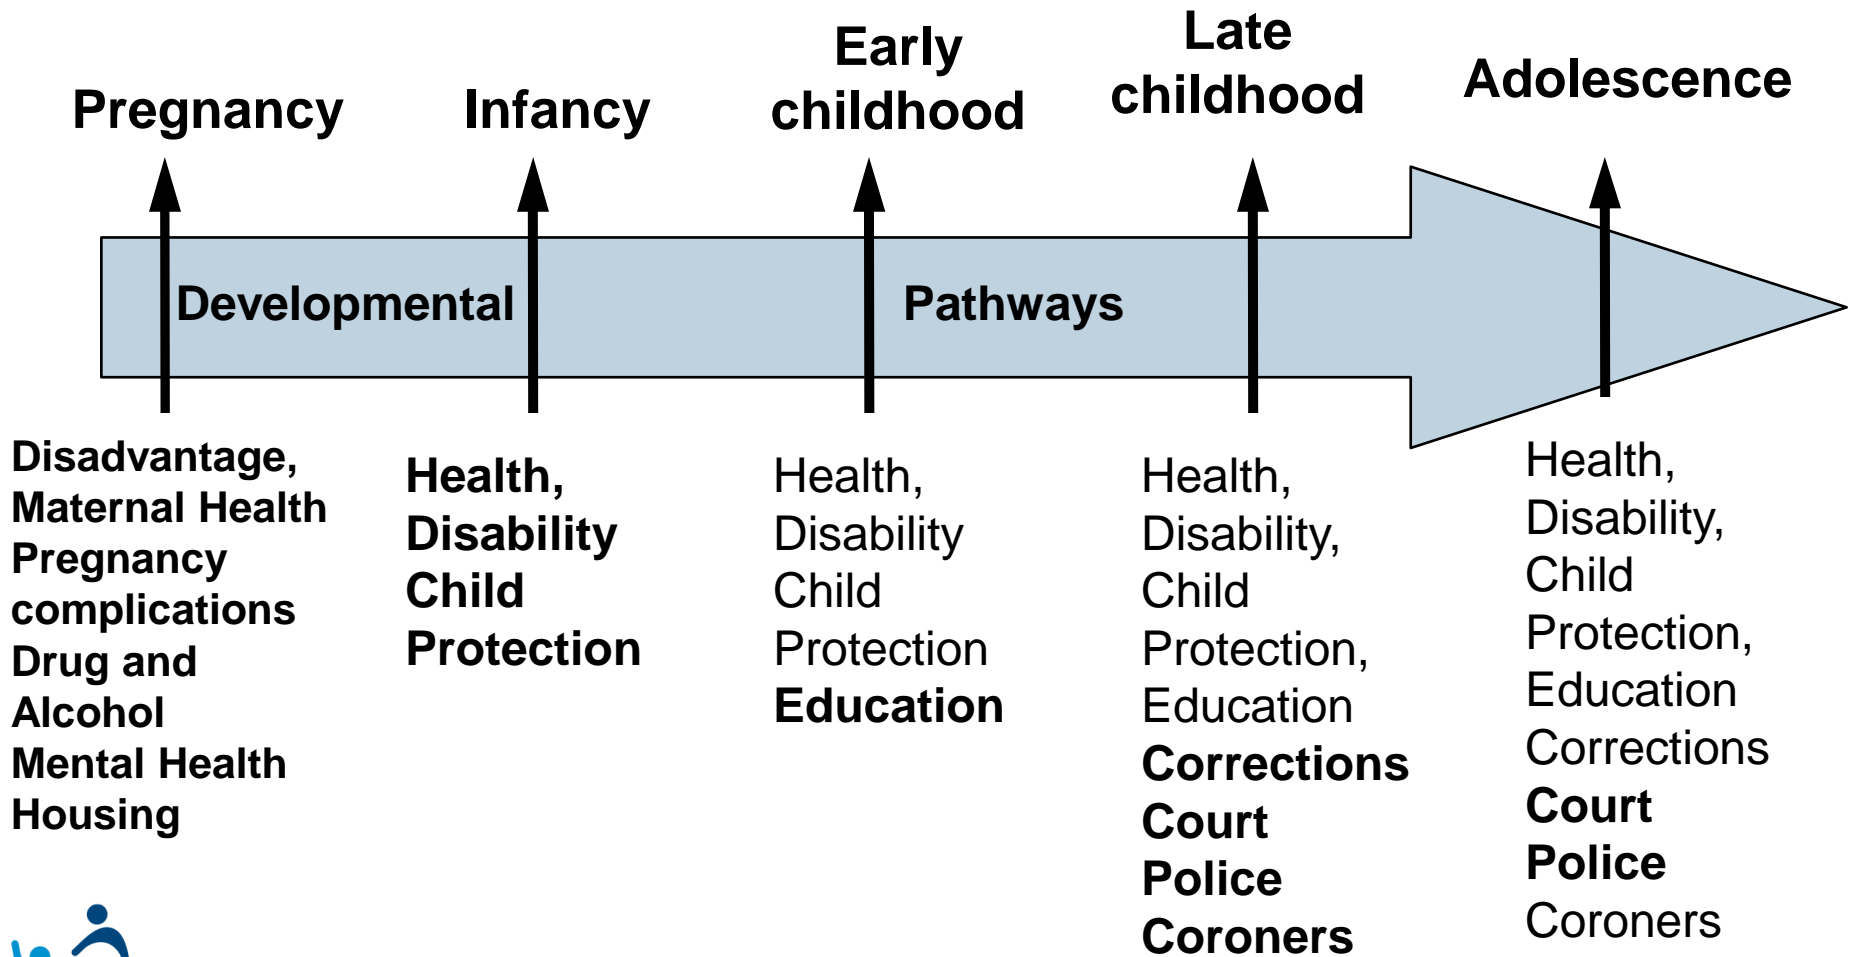 Pregnancy
Infancy
Early
childhood
Late
childhood
Adolescence
Developmental
Pathways
Disadvantage,
Maternal Health
Pregnancy
complications
Drug and
Alcohol
Mental Health
Housing
Health,
Disability
Child
Protection
Health,
Disability
Child
Protection
Education
Health,
Disability,
Child
Protection,
Education
Corrections
Court
Police
Coroners
Health,
Disability,
Child
Protection,
Education
Corrections
Court
Police
Coroners